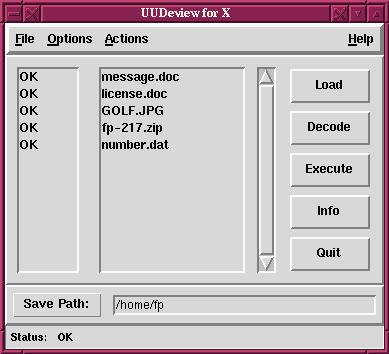 UUDeview for X
File Options Actions Help
OK message.doc
OK license.doc
OK GOLF.JPG
OK fp-217.zip
OK number.dat
Load
Decode
Execute
Info
Quit
Save Path: /home/fp
Status: OK